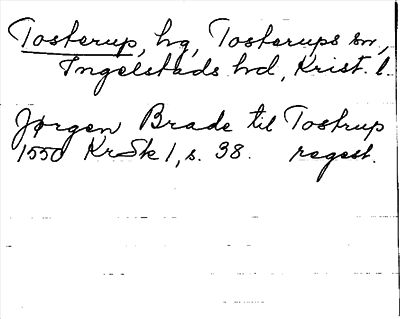 Tosterup, hg, Tosterups sn,
Ingelstads hd, Krist. l.
Jørgen Brade til Tostrup
1550 KrSk 1, s. 38. regest.